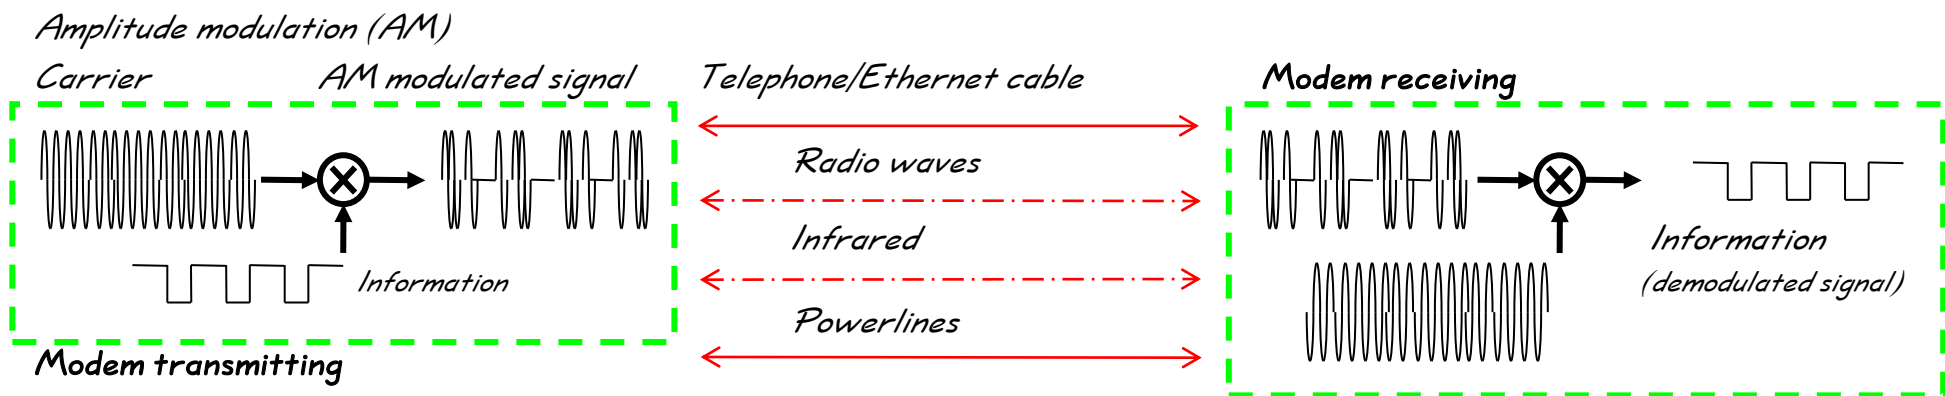 Amplitude modulation (AM)
Carrier
AM modulated signal
Telephone/Ethernet cable
Modem receiving
Radio waves
Infrared
Information
Information
(demodulated signal)
Powerlines
Modem transmitting